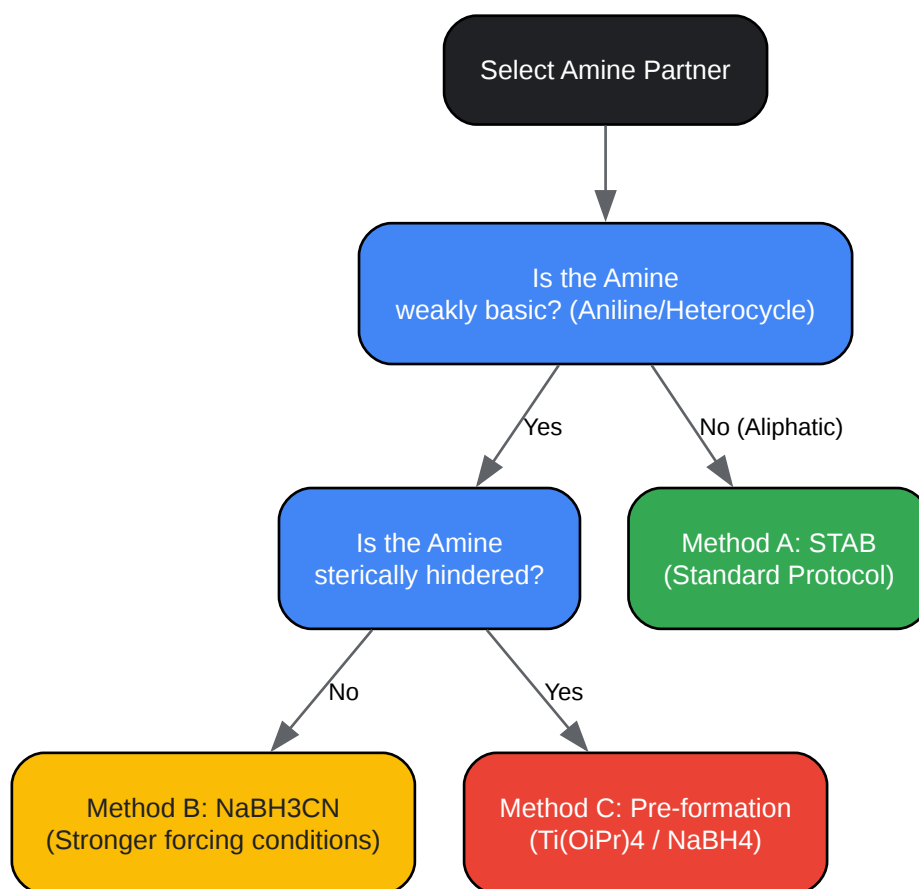 Select Amine Partner
Is the Amine
weakly basic? (Aniline/Heterocycle)
Yes
No (Aliphatic)
Is the Amine
sterically hindered?
Method A: STAB
(Standard Protocol)
No
Yes
Method B: NaBH3CN
(Stronger forcing conditions)
Method C: Pre-formation
(Ti(OiPr)4 / NaBH4)